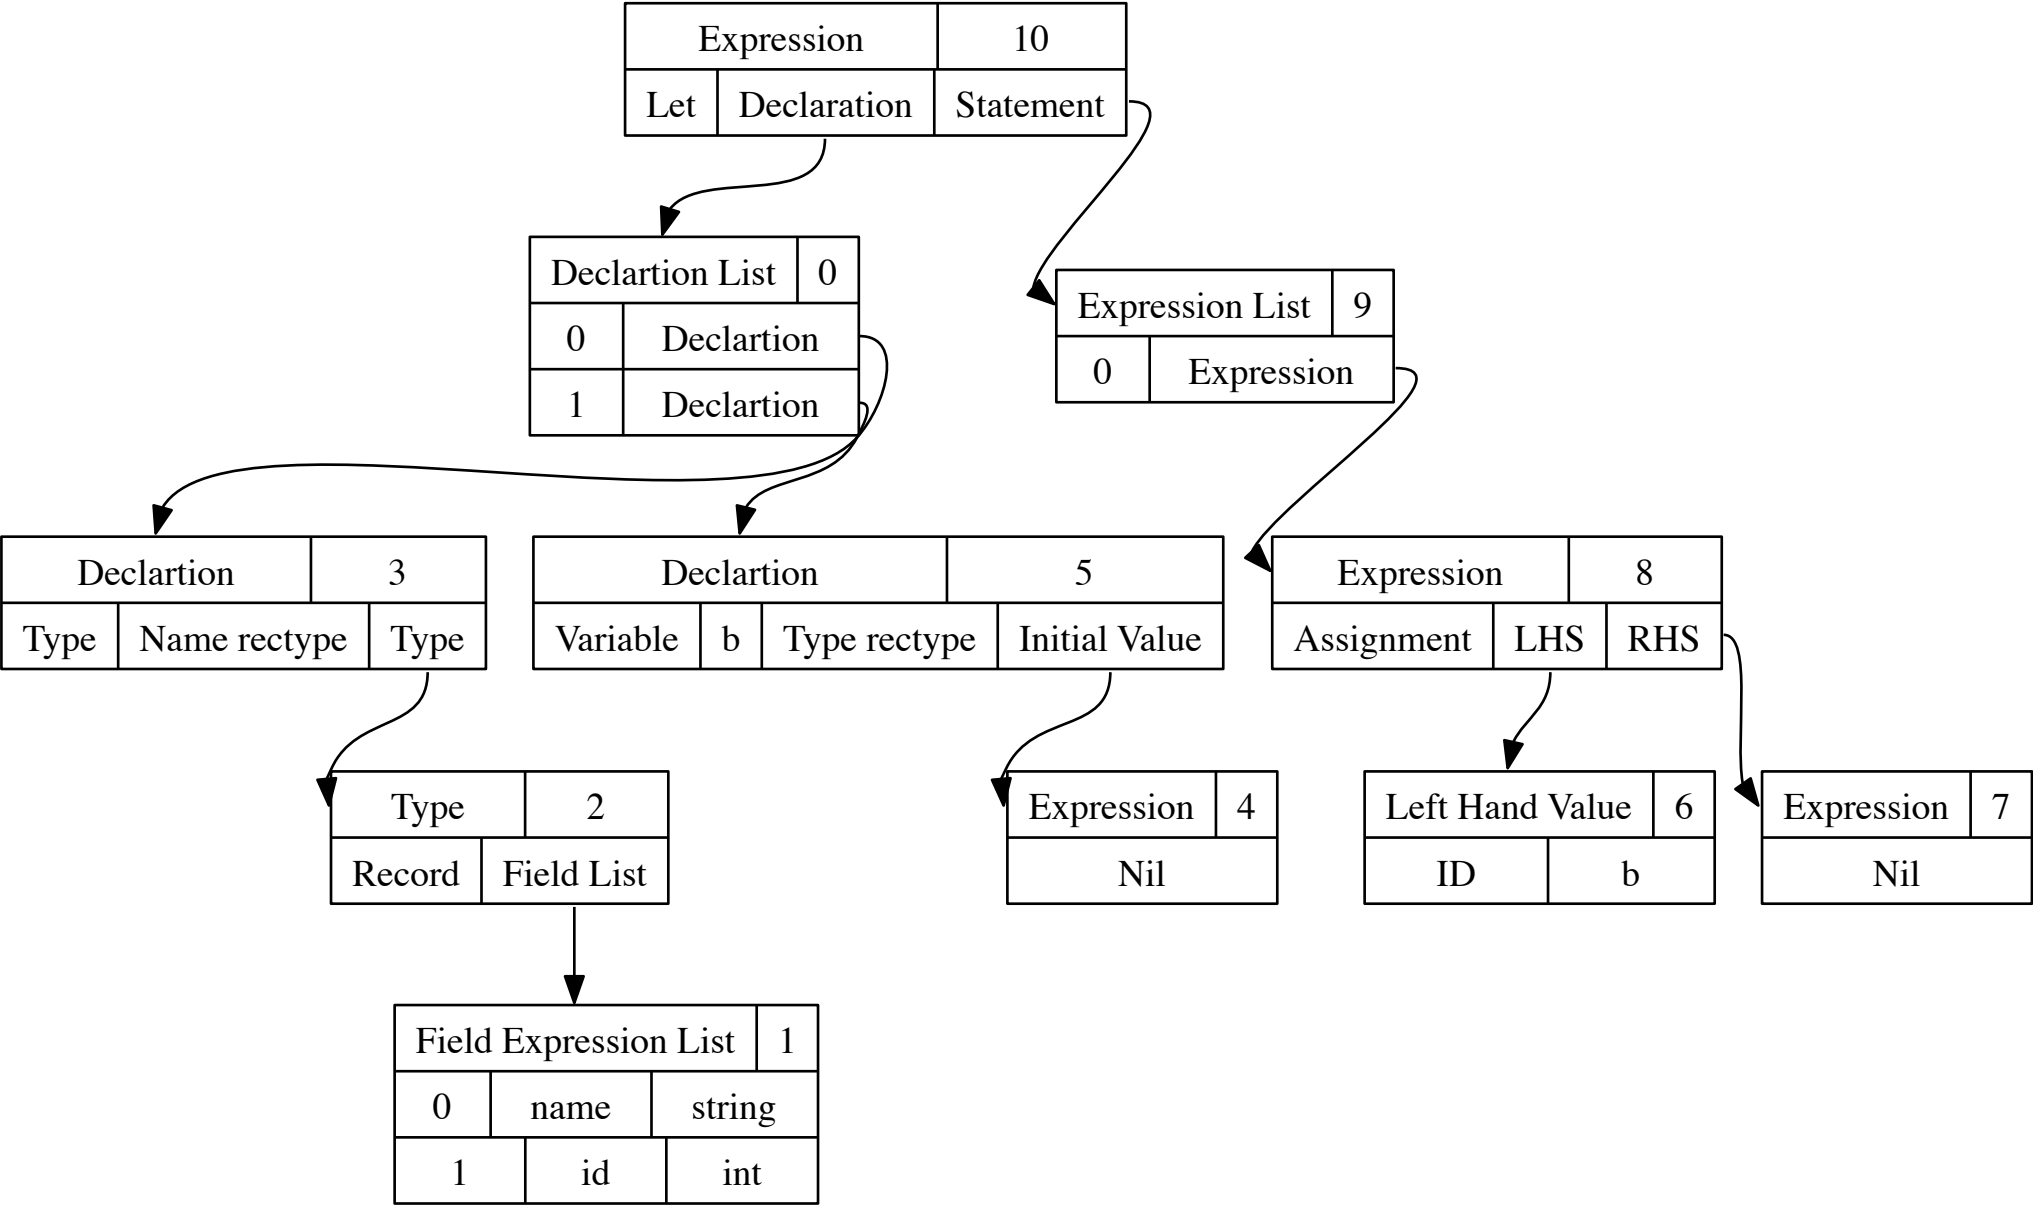 Expression 10
Let Declaration Statement
Declartion List 0
0 Declartion
1 Declartion
Expression List 9
0 Expression
Declartion 3
Type Name rectype Type
Declartion 5
Variable b Type rectype Initial Value
Expression 8
Assignment LHS RHS
Type 2
Record Field List
Expression 4
Nil
Left Hand Value 6
ID b
Expression 7
Nil
Field Expression List 1
0 name string
1 id int